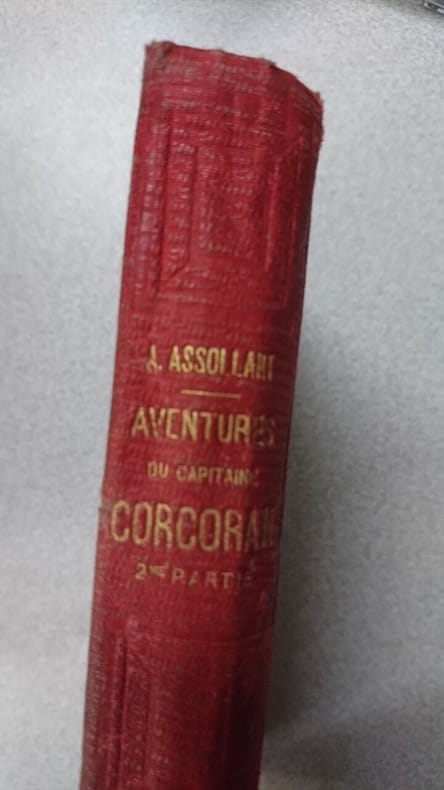 A. ASSOLLANT
AVENTURES
DU CAPITAINE
CORCORAN
2ME PARTIE